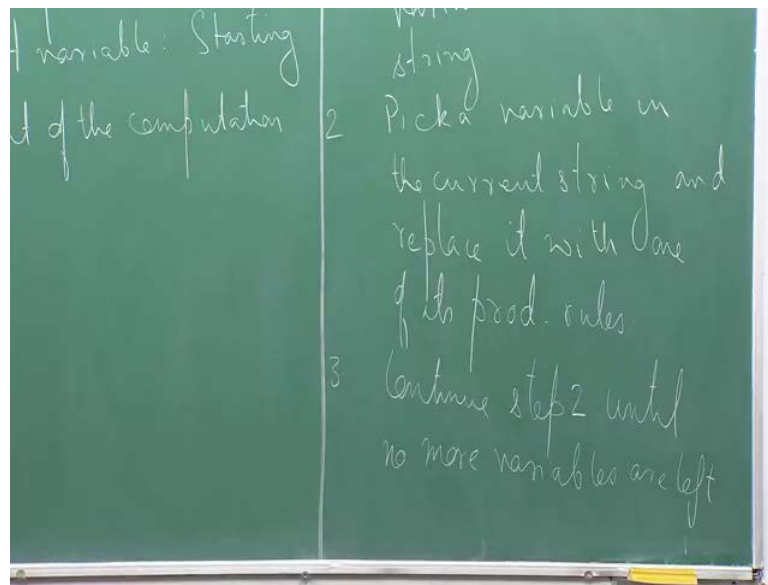 variable: Starting
of the computation
string
2 Pick a variable in
the current string and
replace it with one
of its prod. rules.
3 Continue step 2 until
no more variables are left